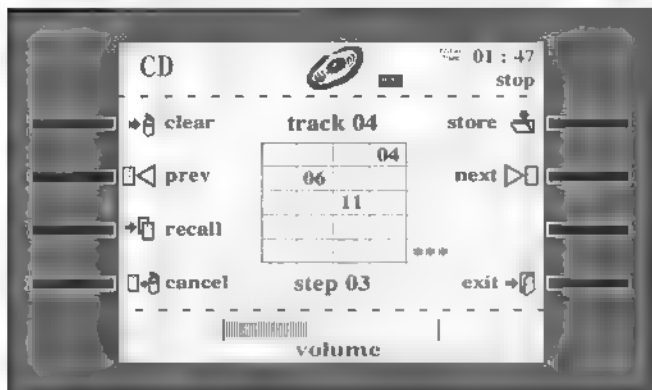 CD
01 : 47
stop
clear
track 04
store
04
prev
06
next
11
recall
***
cancel
step 03
exit
volume